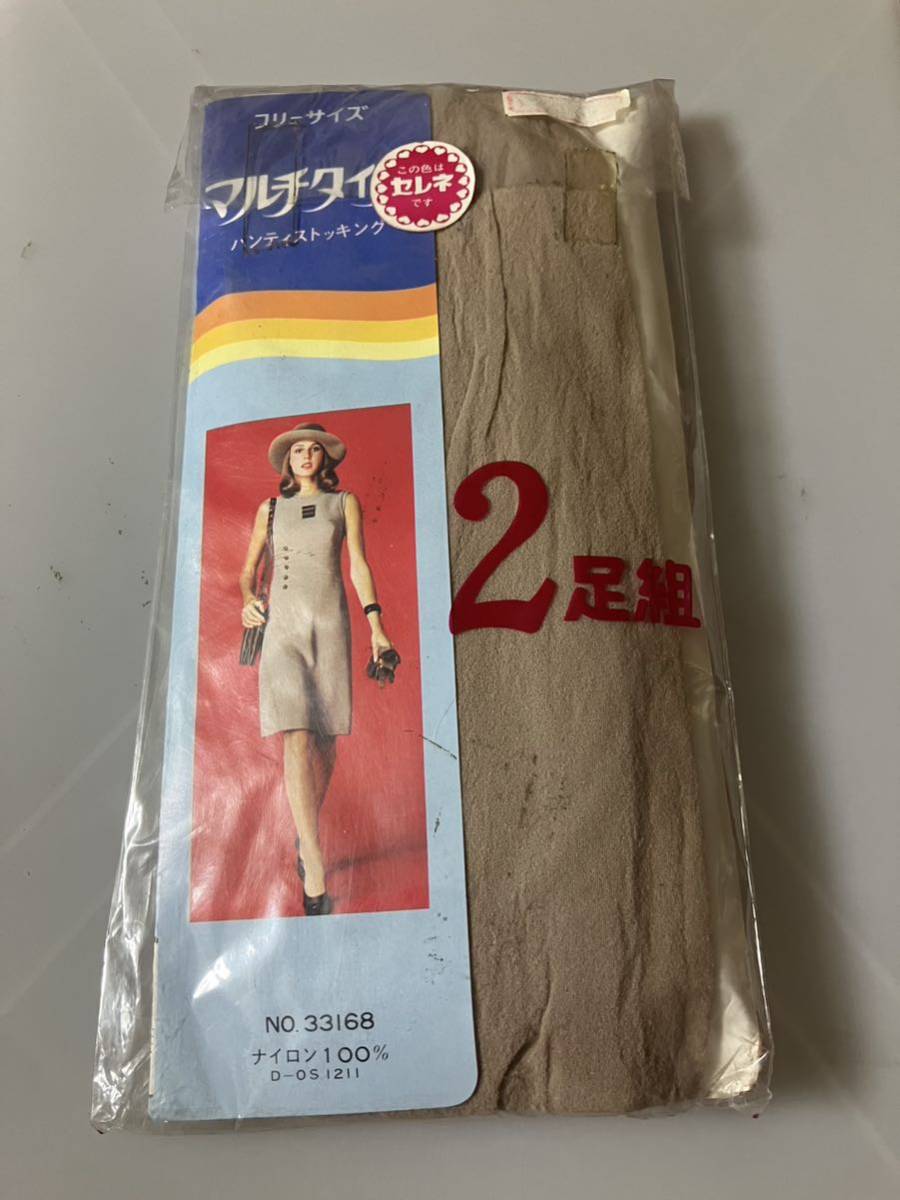 フリーサイズ
マルチタイ
パンティストッキング
この色は
セレネ
です
2足組
NO. 33168
ナイロン100%
D-OS 1211